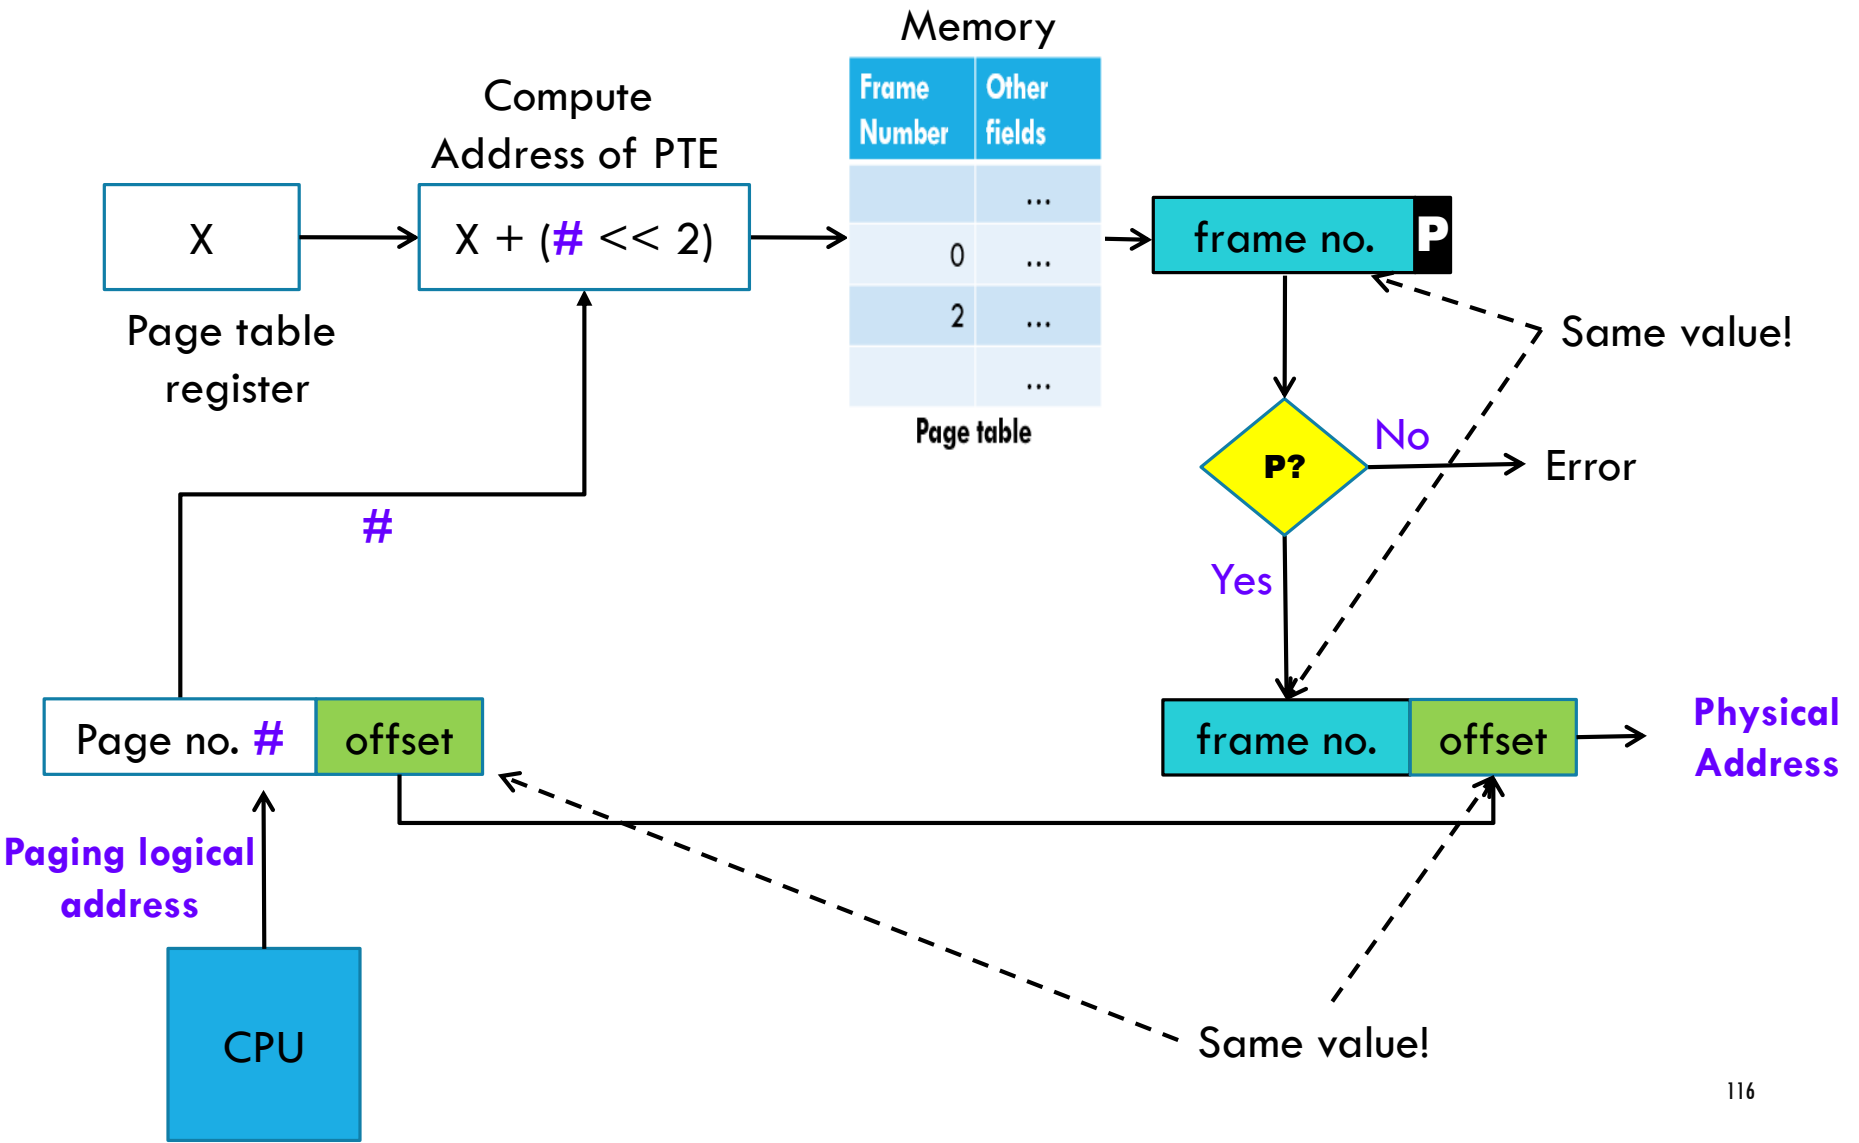 Memory
Frame Number
Other fields
Compute
Address of PTE
...
X
X + (# << 2)
0
...
frame no.
P
2
...
...
Page table
register
Same value!
Page table
No
P?
Error
#
Yes
Page no. #
offset
frame no.
offset
Physical
Address
Paging logical
address
CPU
Same value!
116